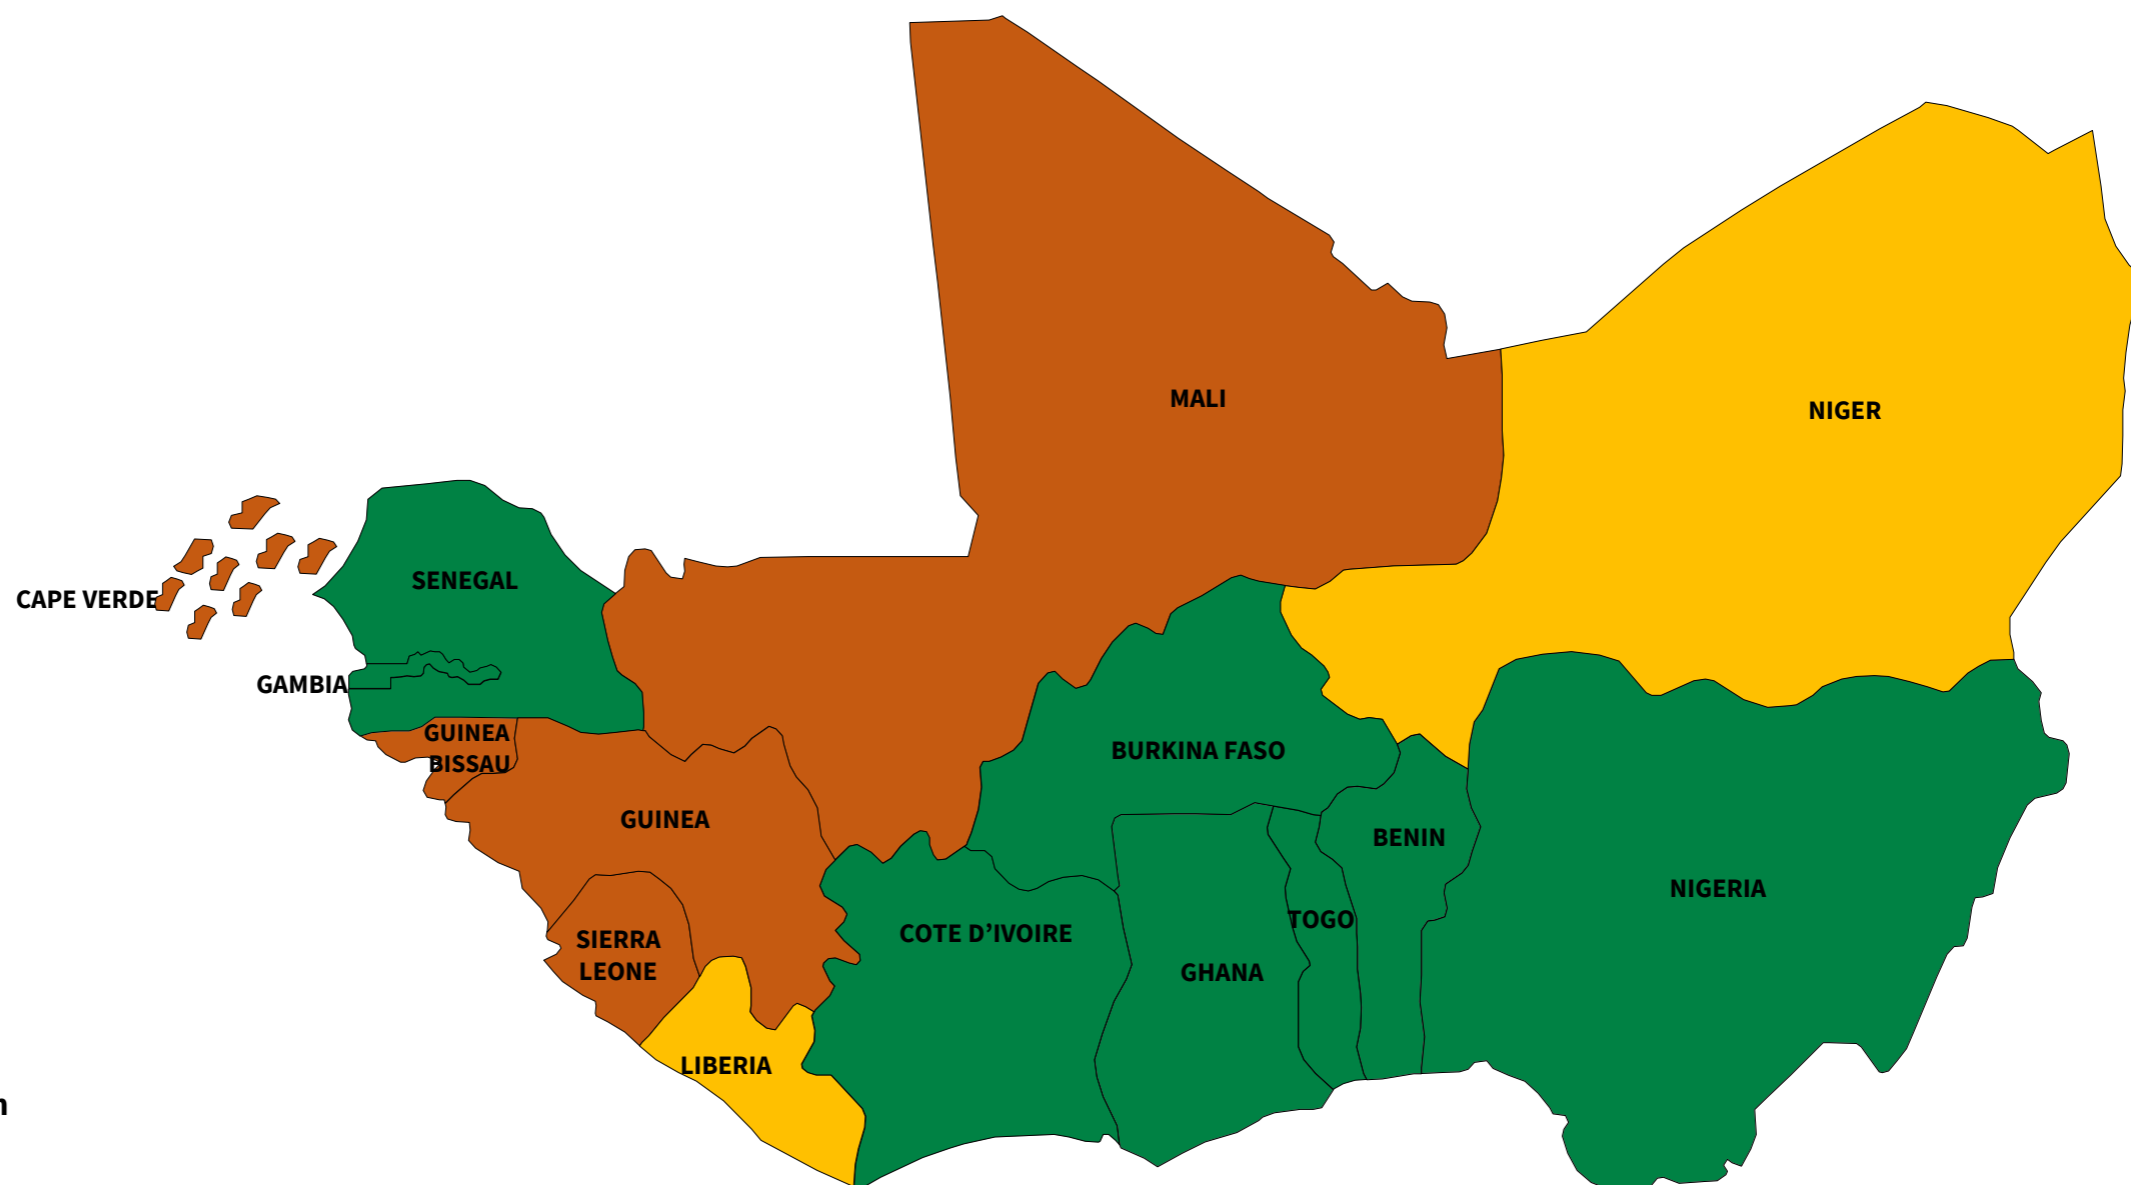 MALI
NIGER
SENEGAL
CAPE VERDE
GAMBIA
GUINEA
BISSAU
BURKINA FASO
GUINEA
BENIN
NIGERIA
TOGO
COTE D’IVOIRE
SIERRA
LEONE
GHANA
LIBERIA